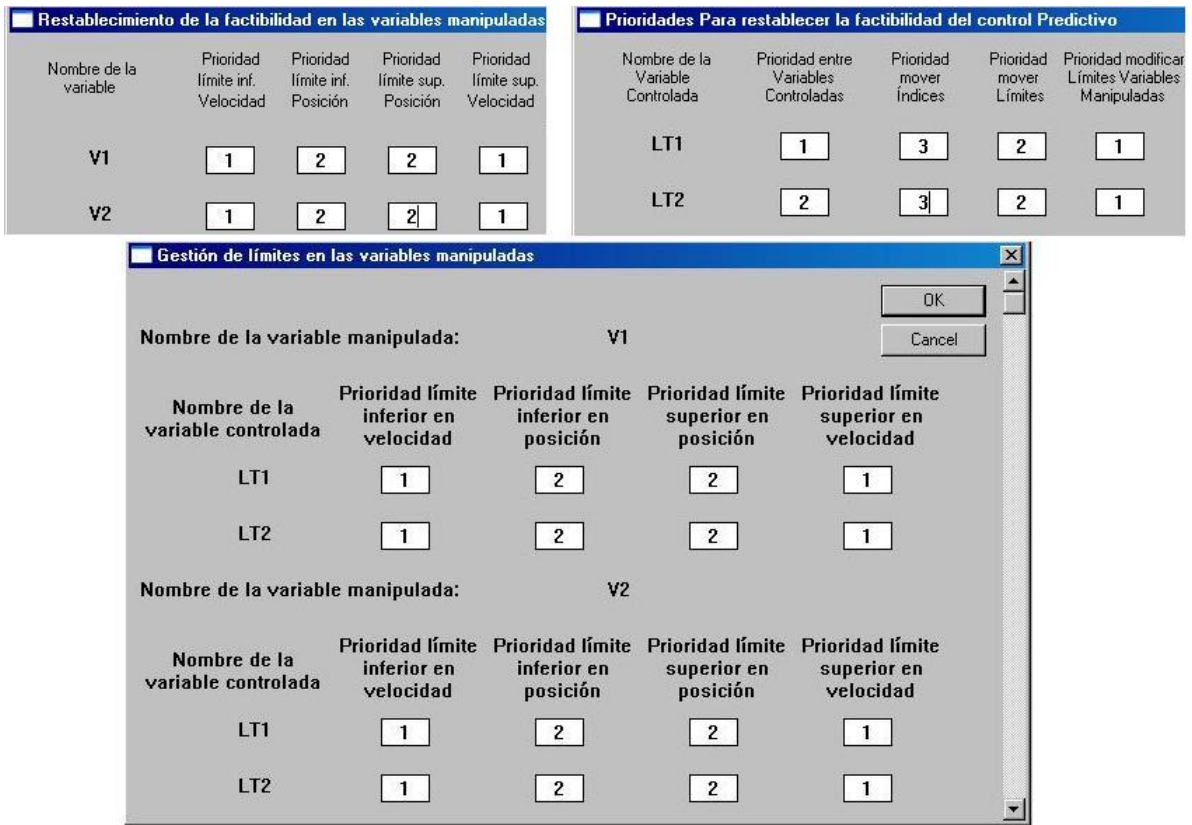 Restablecimiento de la factibilidad en las variables manipuladas
Nombre de la variable
Prioridad límite inf. Velocidad
Prioridad límite inf. Posición
Prioridad límite sup. Posición
Prioridad límite sup. Velocidad
V1 1 2 2 1
V2 1 2 2 1
Prioridades Para restablecer la factibilidad del control Predictivo
Nombre de la Variable Controlada
Prioridad entre Variables Controladas
Prioridad mover Índices
Prioridad mover Límites
Prioridad modificar Límites Variables Manipuladas
LT1 1 3 2 1
LT2 2 3 2 1
Gestión de límites en las variables manipuladas
OK
Cancel
Nombre de la variable manipulada: V1
Nombre de la variable controlada
Prioridad límite inferior en velocidad
Prioridad límite inferior en posición
Prioridad límite superior en posición
Prioridad límite superior en velocidad
LT1 1 2 2 1
LT2 1 2 2 1
Nombre de la variable manipulada: V2
Nombre de la variable controlada
Prioridad límite inferior en velocidad
Prioridad límite inferior en posición
Prioridad límite superior en posición
Prioridad límite superior en velocidad
LT1 1 2 2 1
LT2 1 2 2 1